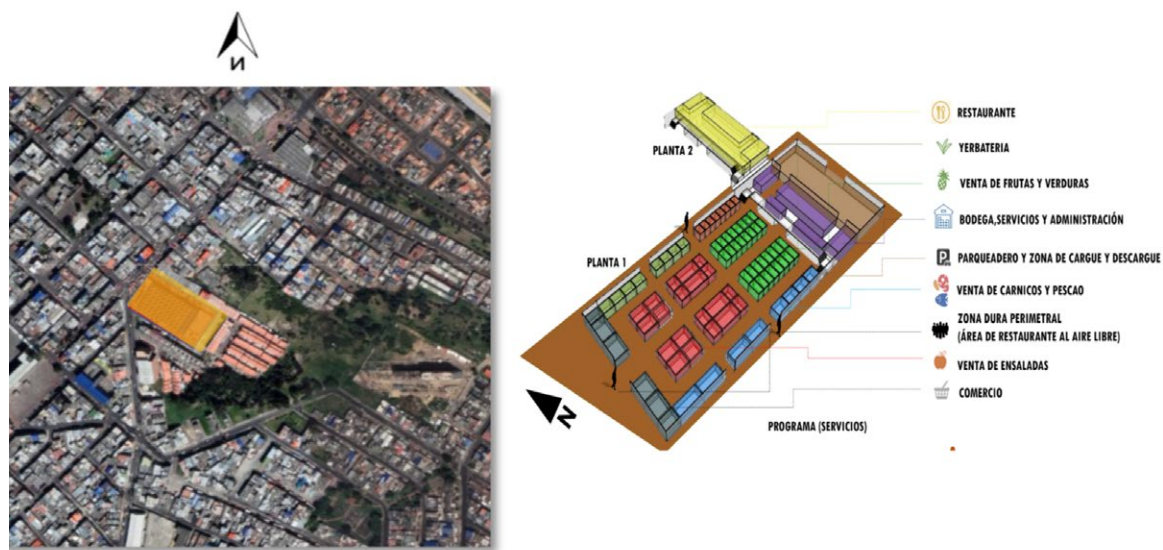 N
RESTAURANTE
YERBATERIA
VENTA DE FRUTAS Y VERDURAS
BODEGA,SERVICIOS Y ADMINISTRACIÓN
P
PARQUEADERO Y ZONA DE CARGUE Y DESCARGUE
VENTA DE CARNICOS Y PESCAO
ZONA DURA PERIMETRAL
(ÁREA DE RESTAURANTE AL AIRE LIBRE)
VENTA DE ENSALADAS
COMERCIO
PLANTA 2
PLANTA 1
N
PROGRAMA (SERVICIOS)